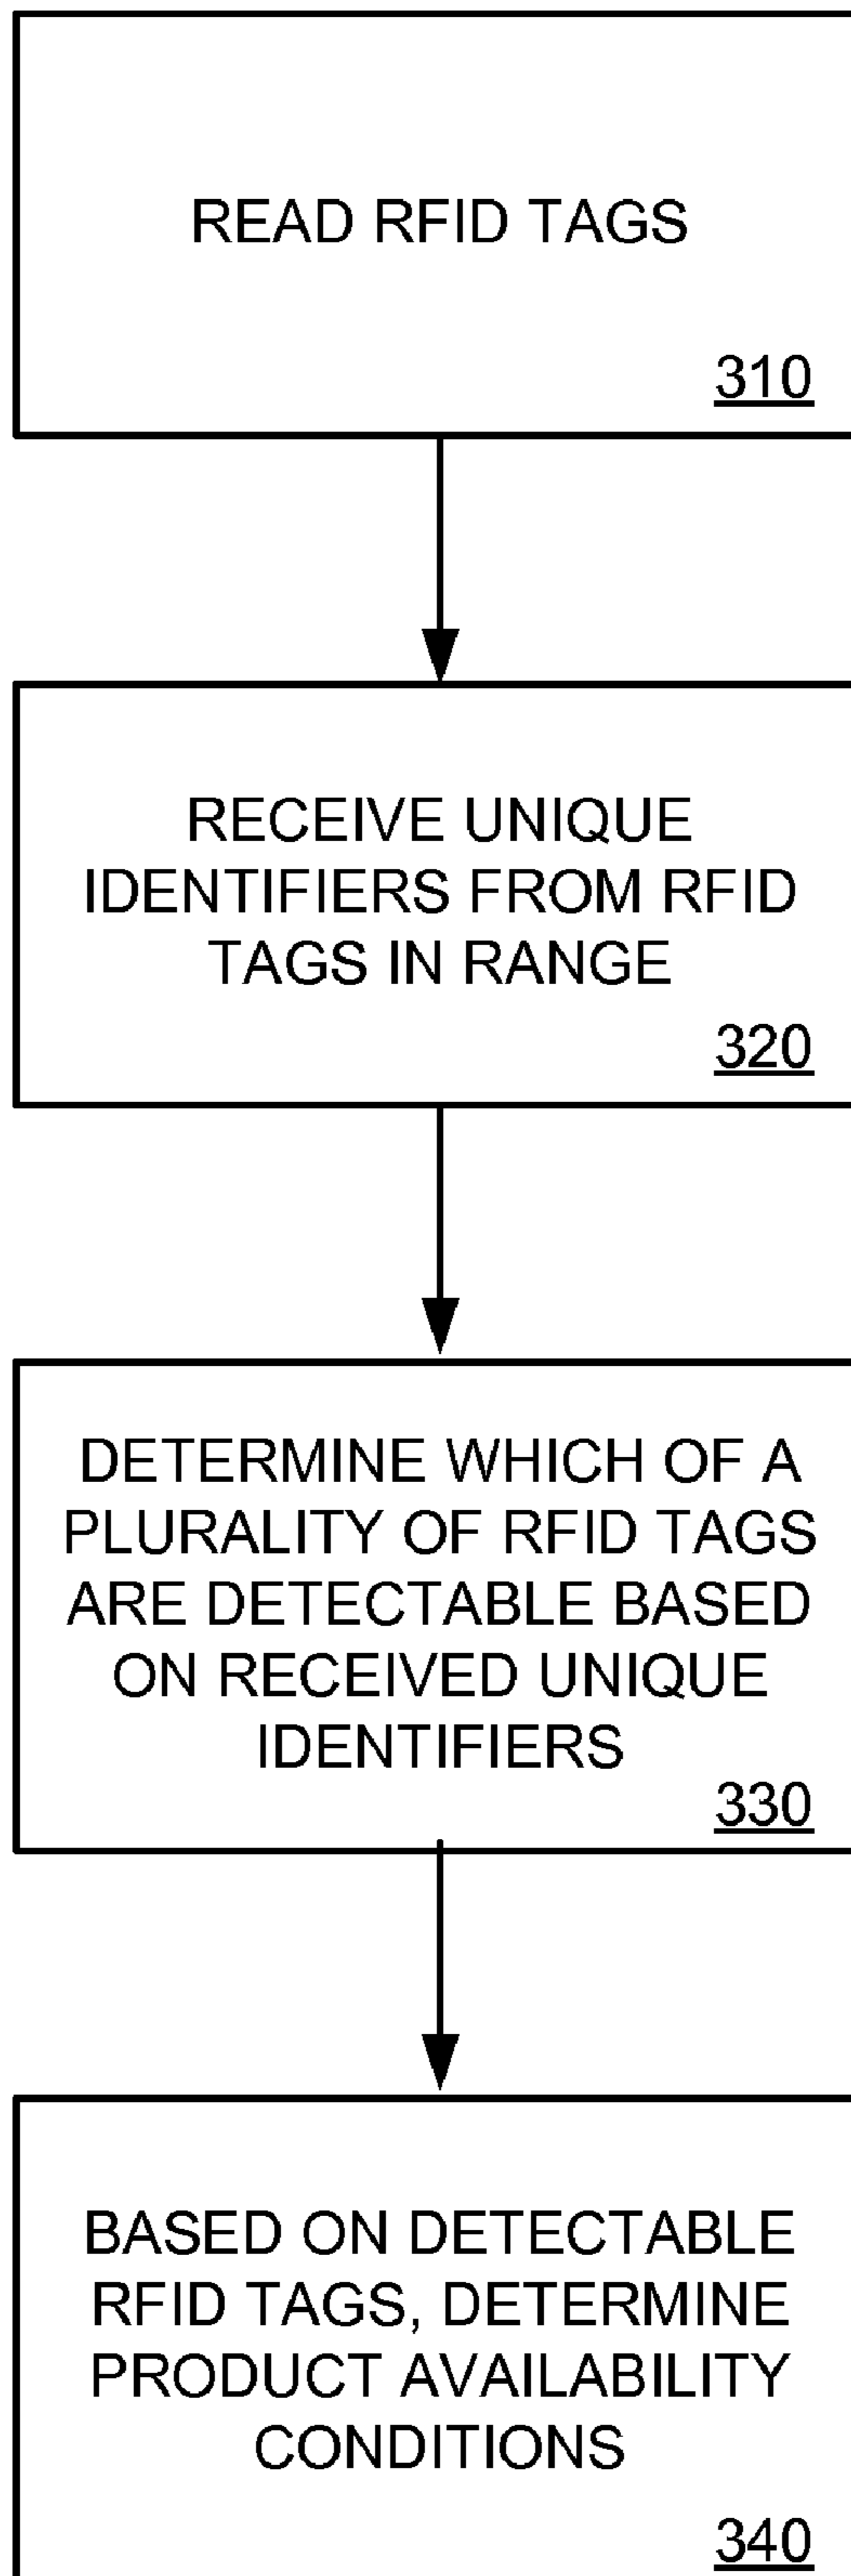 READ RFID TAGS
310
RECEIVE UNIQUE
IDENTIFIERS FROM RFID
TAGS IN RANGE
320
DETERMINE WHICH OF A
PLURALITY OF RFID TAGS
ARE DETECTABLE BASED
ON RECEIVED UNIQUE
IDENTIFIERS
330
BASED ON DETECTABLE
RFID TAGS, DETERMINE
PRODUCT AVAILABILITY
CONDITIONS
340